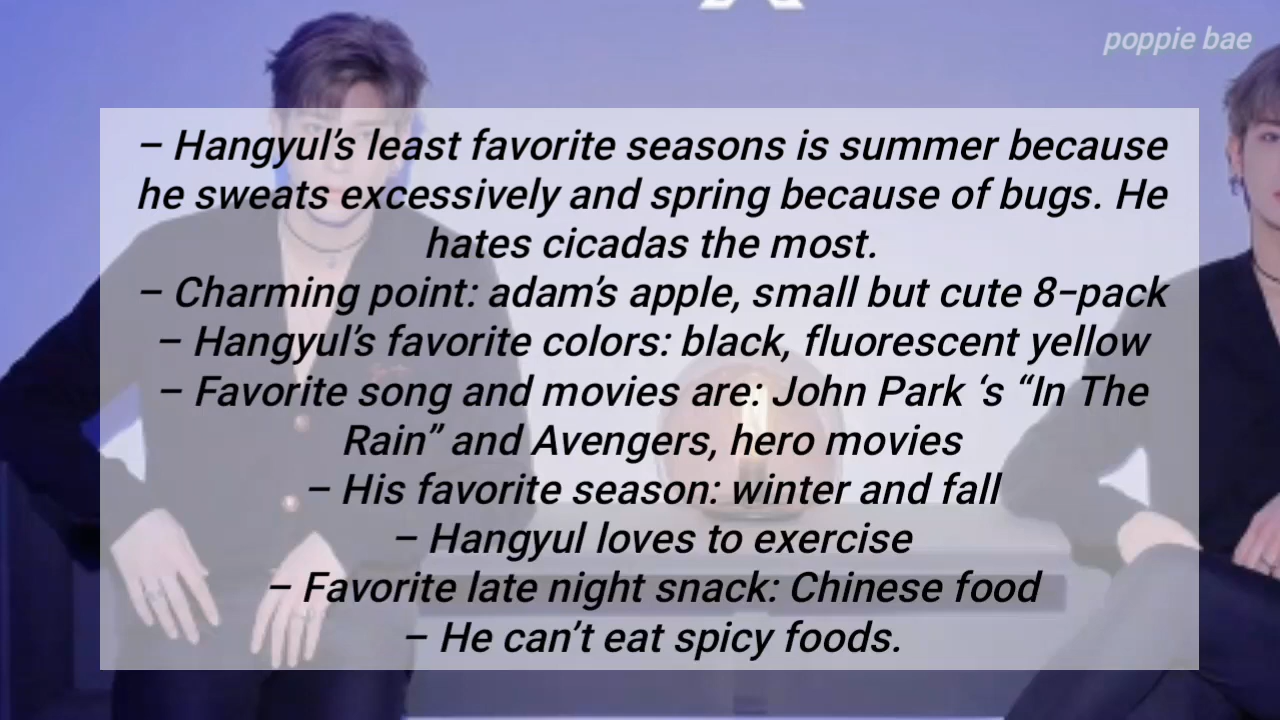 poppie bae
– Hangyul’s least favorite seasons is summer because
he sweats excessively and spring because of bugs. He
hates cicadas the most.
– Charming point: adam’s apple, small but cute 8-pack
– Hangyul’s favorite colors: black, fluorescent yellow
– Favorite song and movies are: John Park ‘s “In The
Rain” and Avengers, hero movies
– His favorite season: winter and fall
– Hangyul loves to exercise
– Favorite late night snack: Chinese food
– He can’t eat spicy foods.